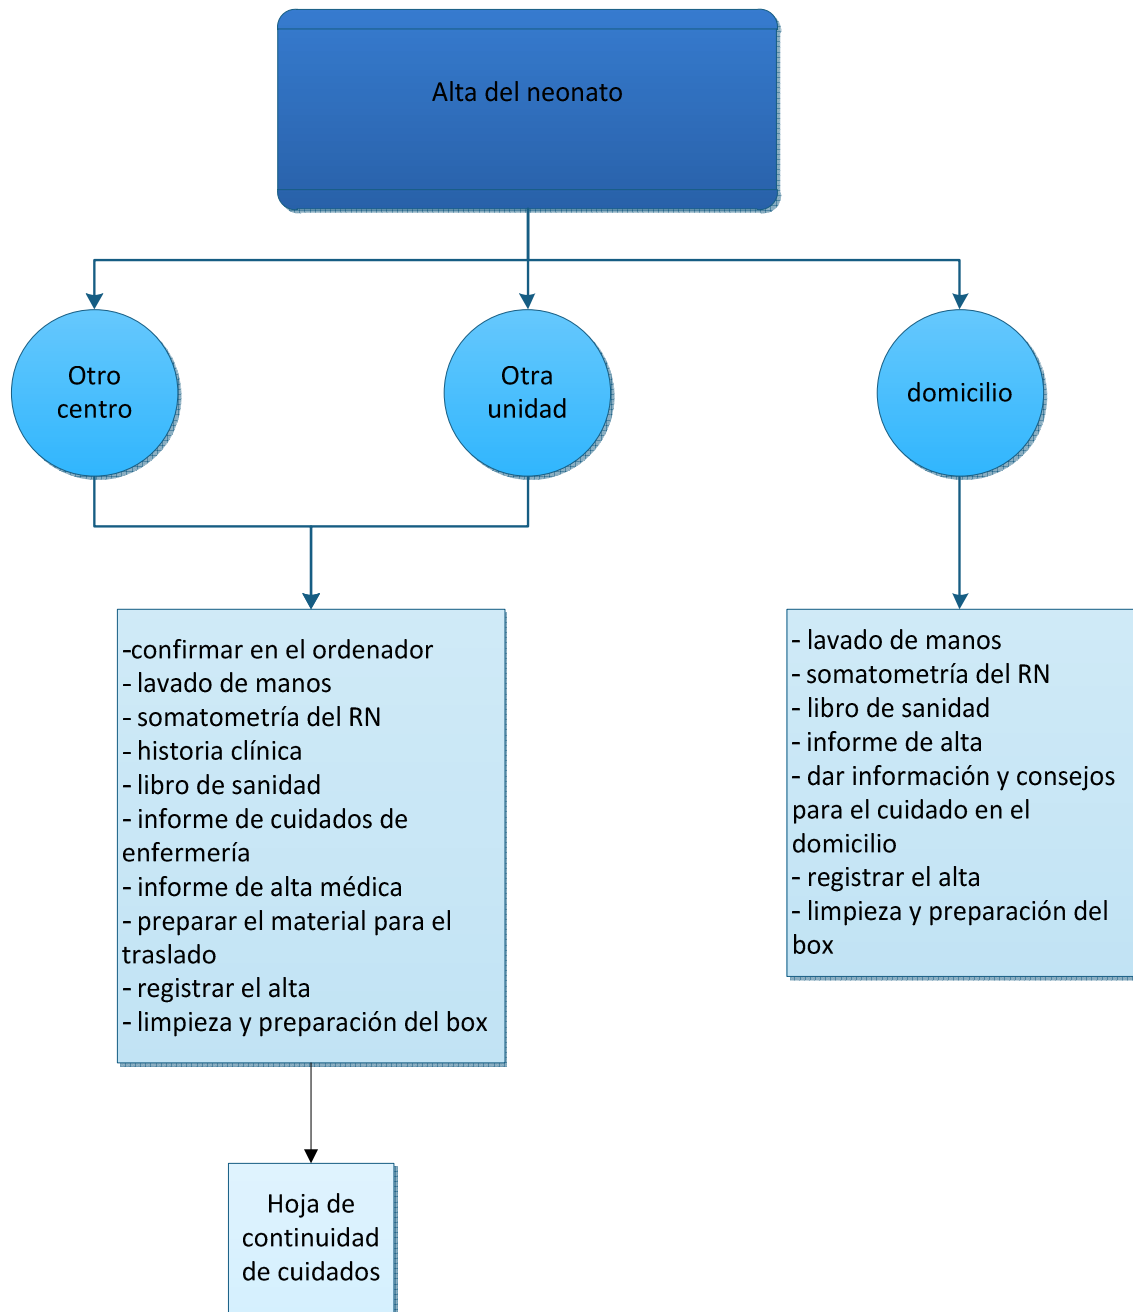 Alta del neonato
Otro
centro
Otra
unidad
domicilio
-confirmar en el ordenador
- lavado de manos
- somatometría del RN
- historia clínica
- libro de sanidad
- informe de cuidados de
enfermería
- informe de alta médica
- preparar el material para el
traslado
- registrar el alta
- limpieza y preparación del box
- lavado de manos
- somatometría del RN
- libro de sanidad
- informe de alta
- dar información y consejos
para el cuidado en el
domicilio
- registrar el alta
- limpieza y preparación del
box
Hoja de
continuidad
de cuidados